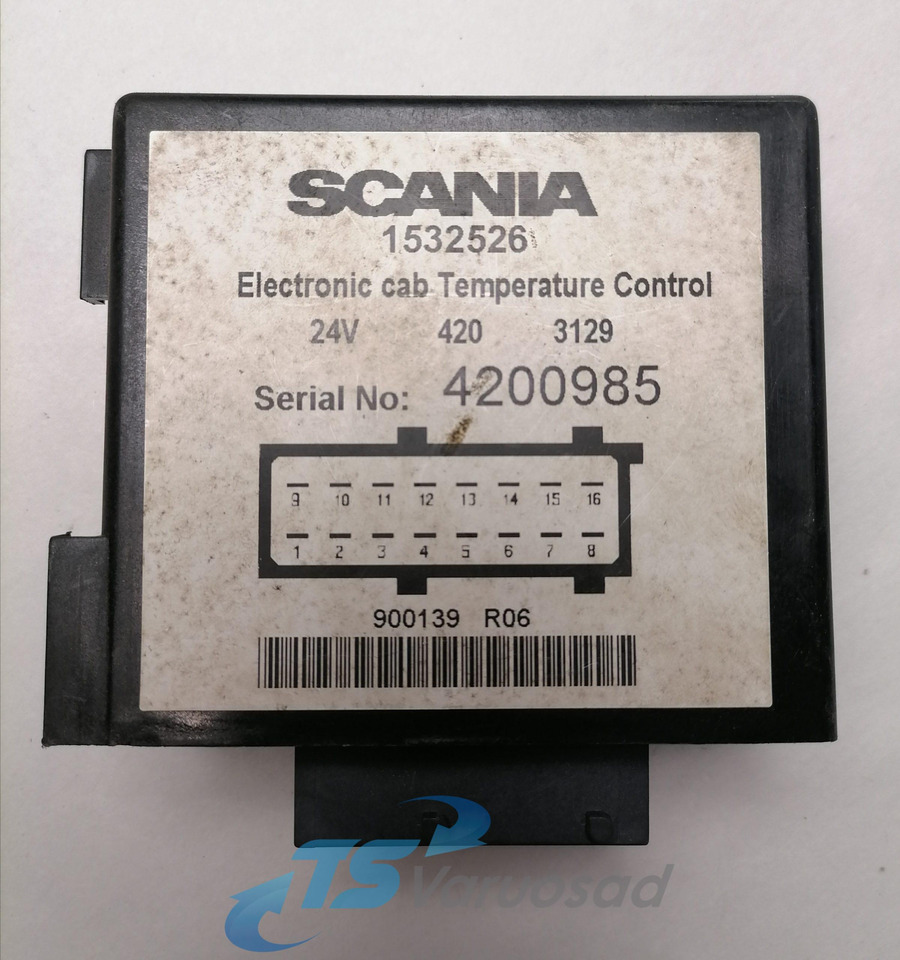 SCANIA
1532526
Electronic cab Temperature Control
24V 420 3129
Serial No: 4200985
9 10 11 12 13 14 15 16
1 2 3 4 5 6 7 8
900139 R06
TS Varuosad